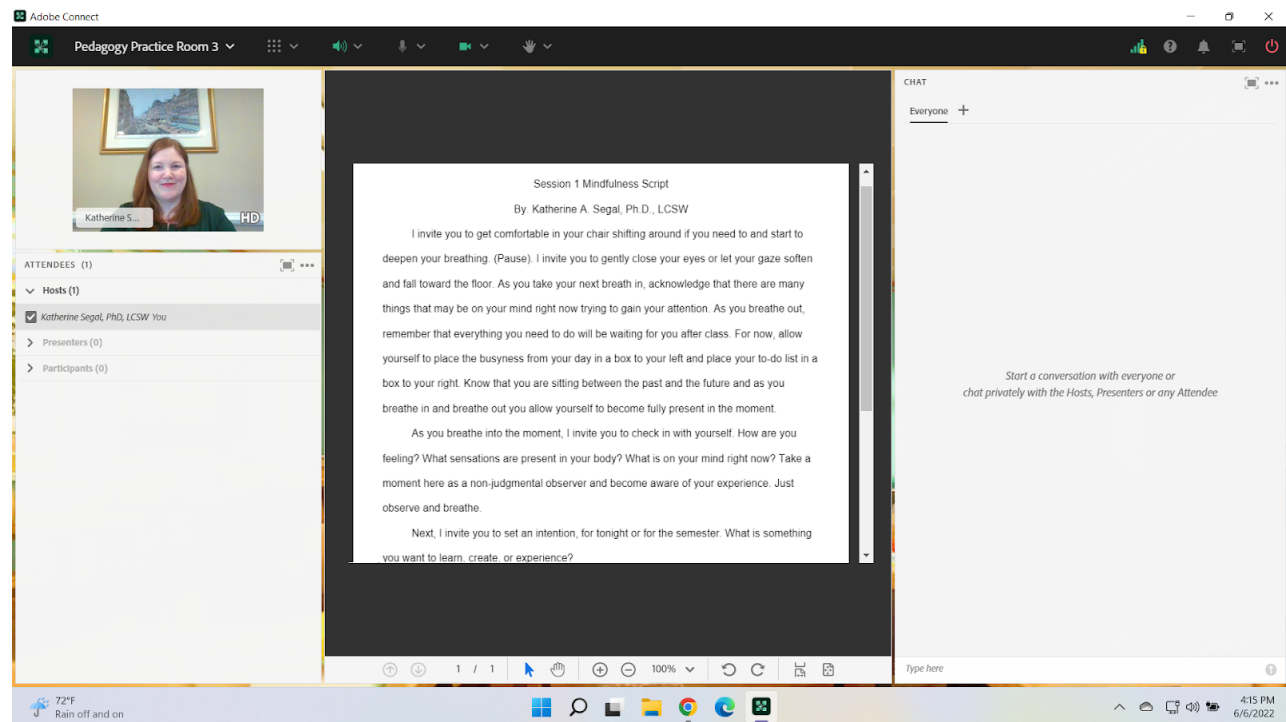 Adobe Connect
Pedagogy Practice Room 3
Katherine S...
HD
ATTENDEES (1)
Hosts (1)
Katherine Segal, PhD, LCSW You
Presenters (0)
Participants (0)
Session 1 Mindfulness Script
By. Katherine A. Segal, Ph.D., LCSW
I invite you to get comfortable in your chair shifting around if you need to and start to
deepen your breathing. (Pause). I invite you to gently close your eyes or let your gaze soften
and fall toward the floor. As you take your next breath in, acknowledge that there are many
things that may be on your mind right now trying to gain your attention. As you breathe out,
remember that everything you need to do will be waiting for you after class. For now, allow
yourself to place the busyness from your day in a box to your left and place your to-do list in a
box to your right. Know that you are sitting between the past and the future and as you
breathe in and breathe out you allow yourself to become fully present in the moment.
As you breathe into the moment, I invite you to check in with yourself. How are you
feeling? What sensations are present in your body? What is on your mind right now? Take a
moment here as a non-judgmental observer and become aware of your experience. Just
observe and breathe.
Next, I invite you to set an intention, for tonight or for the semester. What is something
you want to learn, create, or experience?
1 / 1
100%
CHAT
Everyone
Start a conversation with everyone or
chat privately with the Hosts, Presenters or any Attendee
Type here
72°F
Rain off and on
4:15 PM
6/6/2022